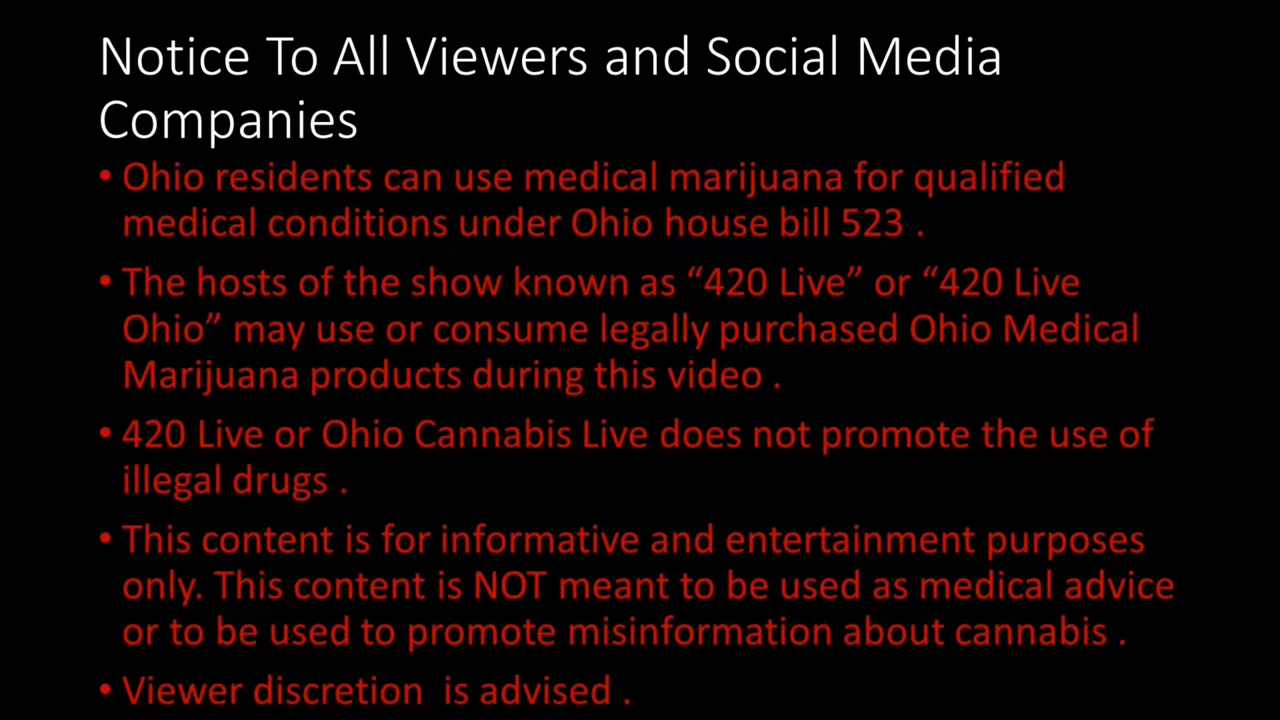 Notice To All Viewers and Social Media
Companies
• Ohio residents can use medical marijuana for qualified
medical conditions under Ohio house bill 523 .
• The hosts of the show known as “420 Live” or “420 Live
Ohio” may use or consume legally purchased Ohio Medical
Marijuana products during this video .
• 420 Live or Ohio Cannabis Live does not promote the use of
illegal drugs .
• This content is for informative and entertainment purposes
only. This content is NOT meant to be used as medical advice
or to be used to promote misinformation about cannabis .
• Viewer discretion  is advised .